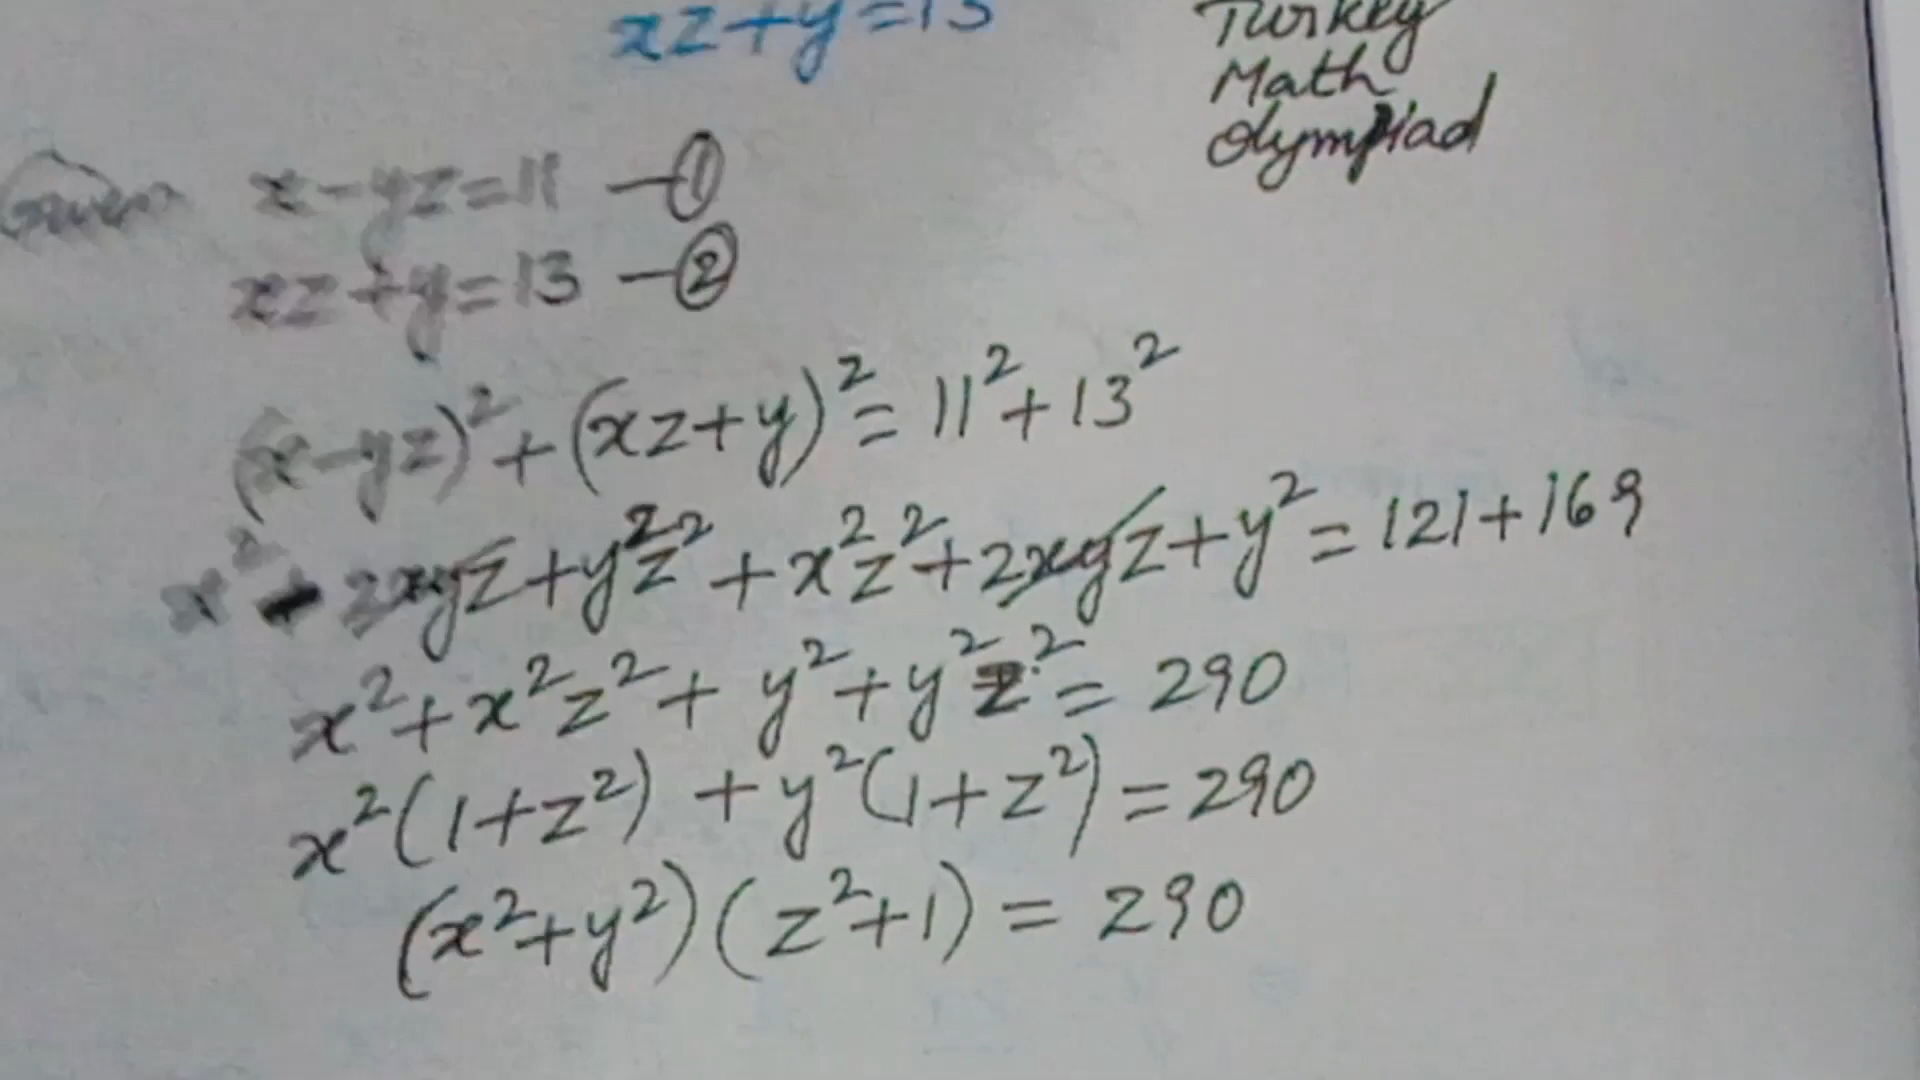 xz+y=13
Turkey
Math
Olympiad
Given x-yz=11 —①
xz+y=13 —②
(x-yz)²+(xz+y)²=11²+13²
x²-2xyz+y²z²+x²z²+2xyz+y²=121+169
x²+x²z²+y²+y²z²=290
x²(1+z²)+y²(1+z²)=290
(x²+y²)(z²+1)=290